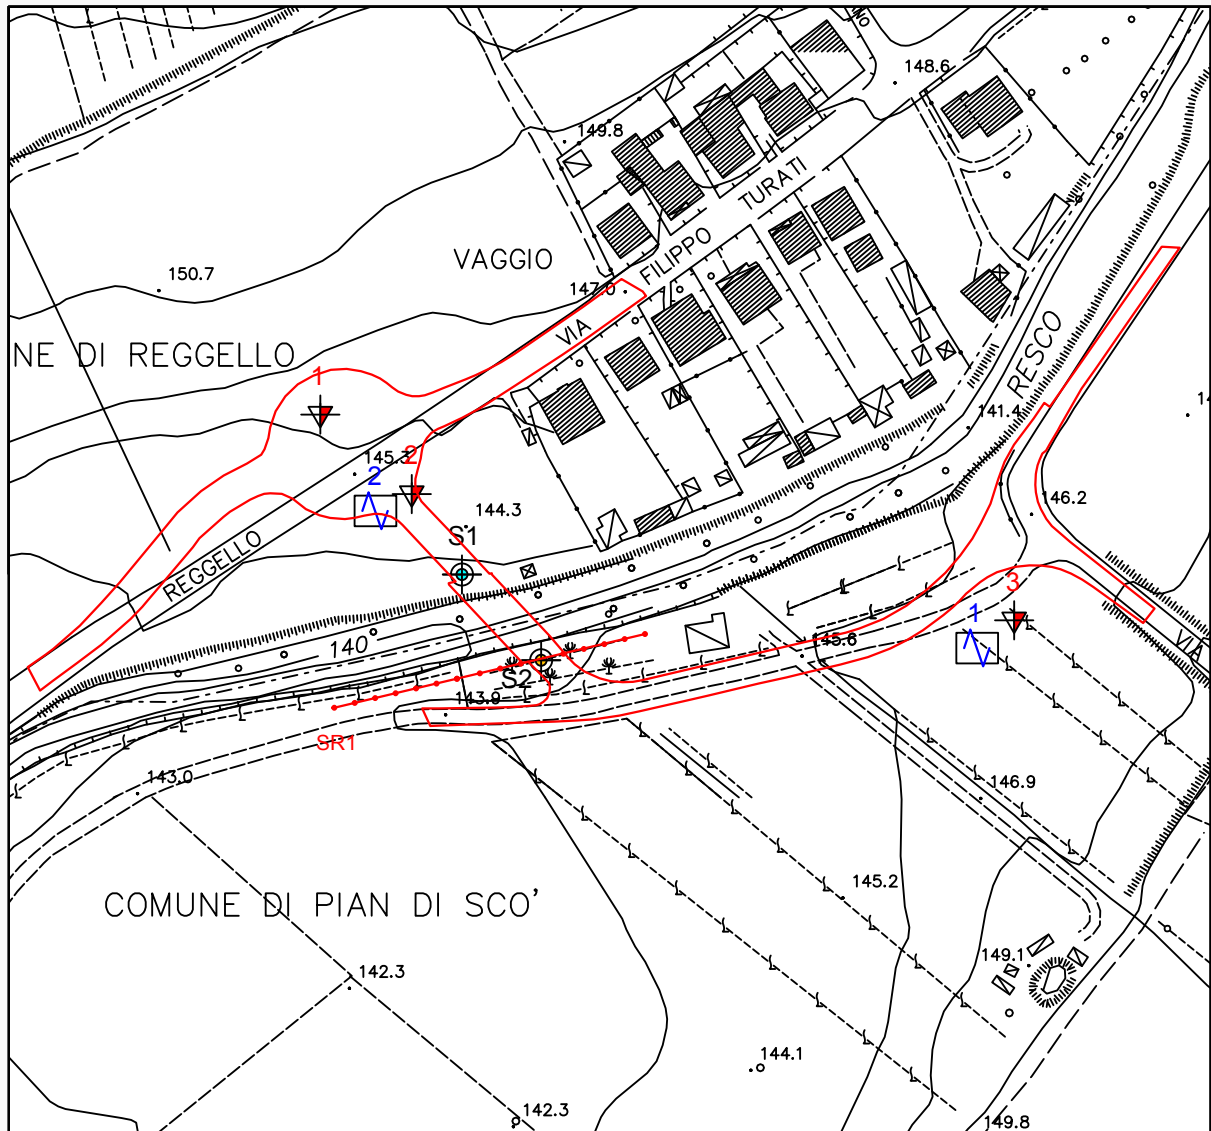 148.6
149.8
TURATI
FILIPPO
VAGGIO
150.7
147.0
VIA
NE DI REGGELLO
RESCO
1
141.4
145.3
2
2
146.2
144.3
S1
REGGELLO
3
1
140
145.6
VIA
S2
143.9
SR1
143.0
146.9
COMUNE DI PIAN DI SCO'
145.2
149.1
142.3
144.1
142.3
149.8